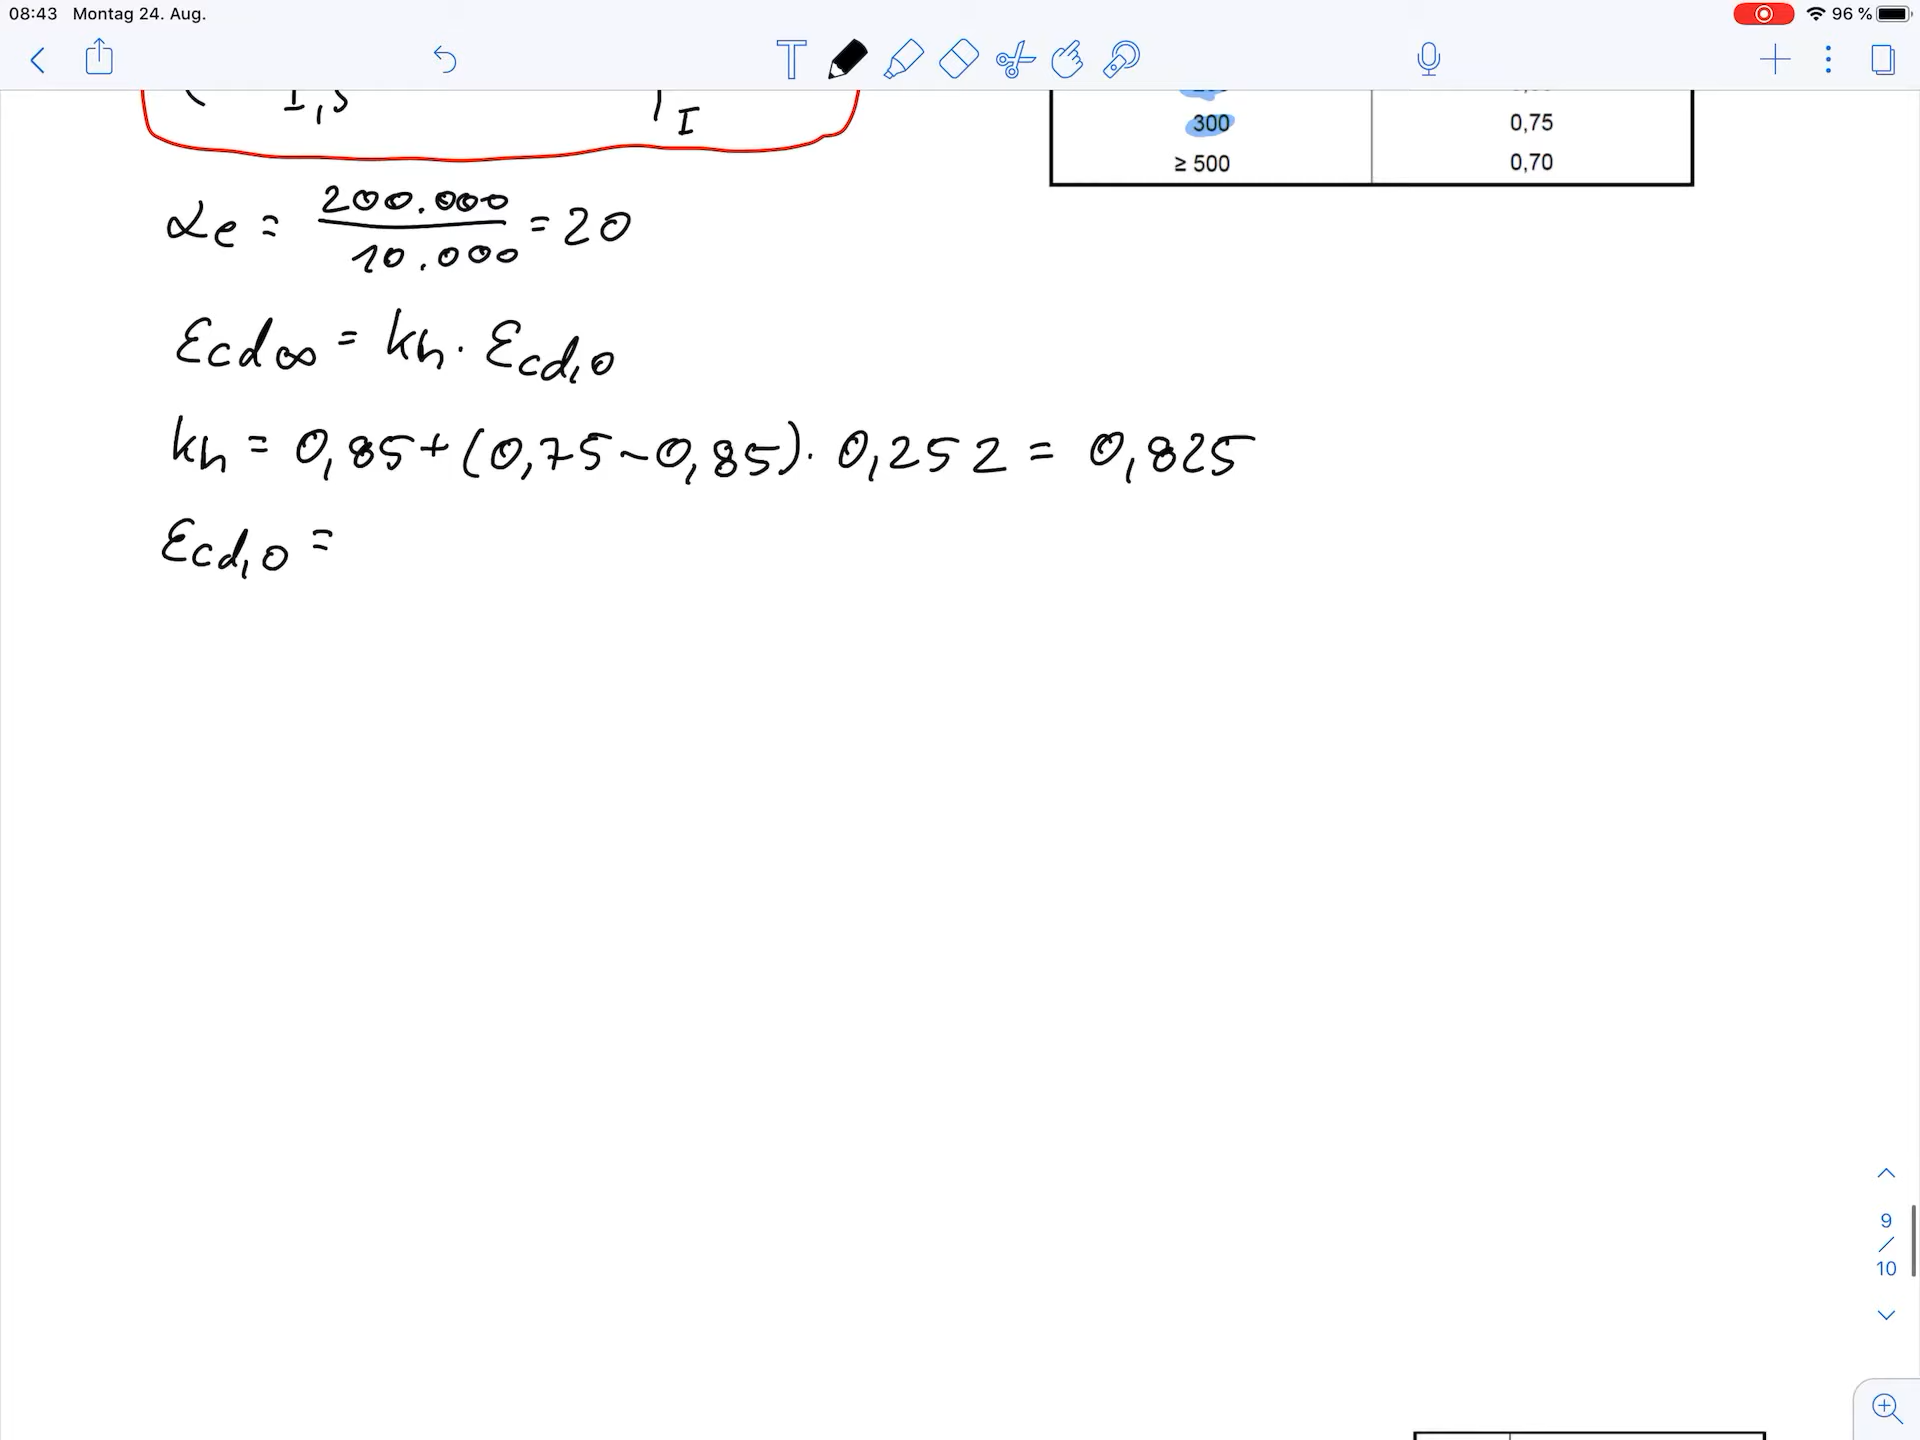 08:43 Montag 24. Aug.
96 %
I,s
I
300 0,75
≥ 500 0,70
αe = 200.000 / 10.000 = 20
εcd∞ = kh · εcd,0
kh = 0,85+(0,75-0,85) · 0,252 = 0,825
εcd,0 =
9
/
10